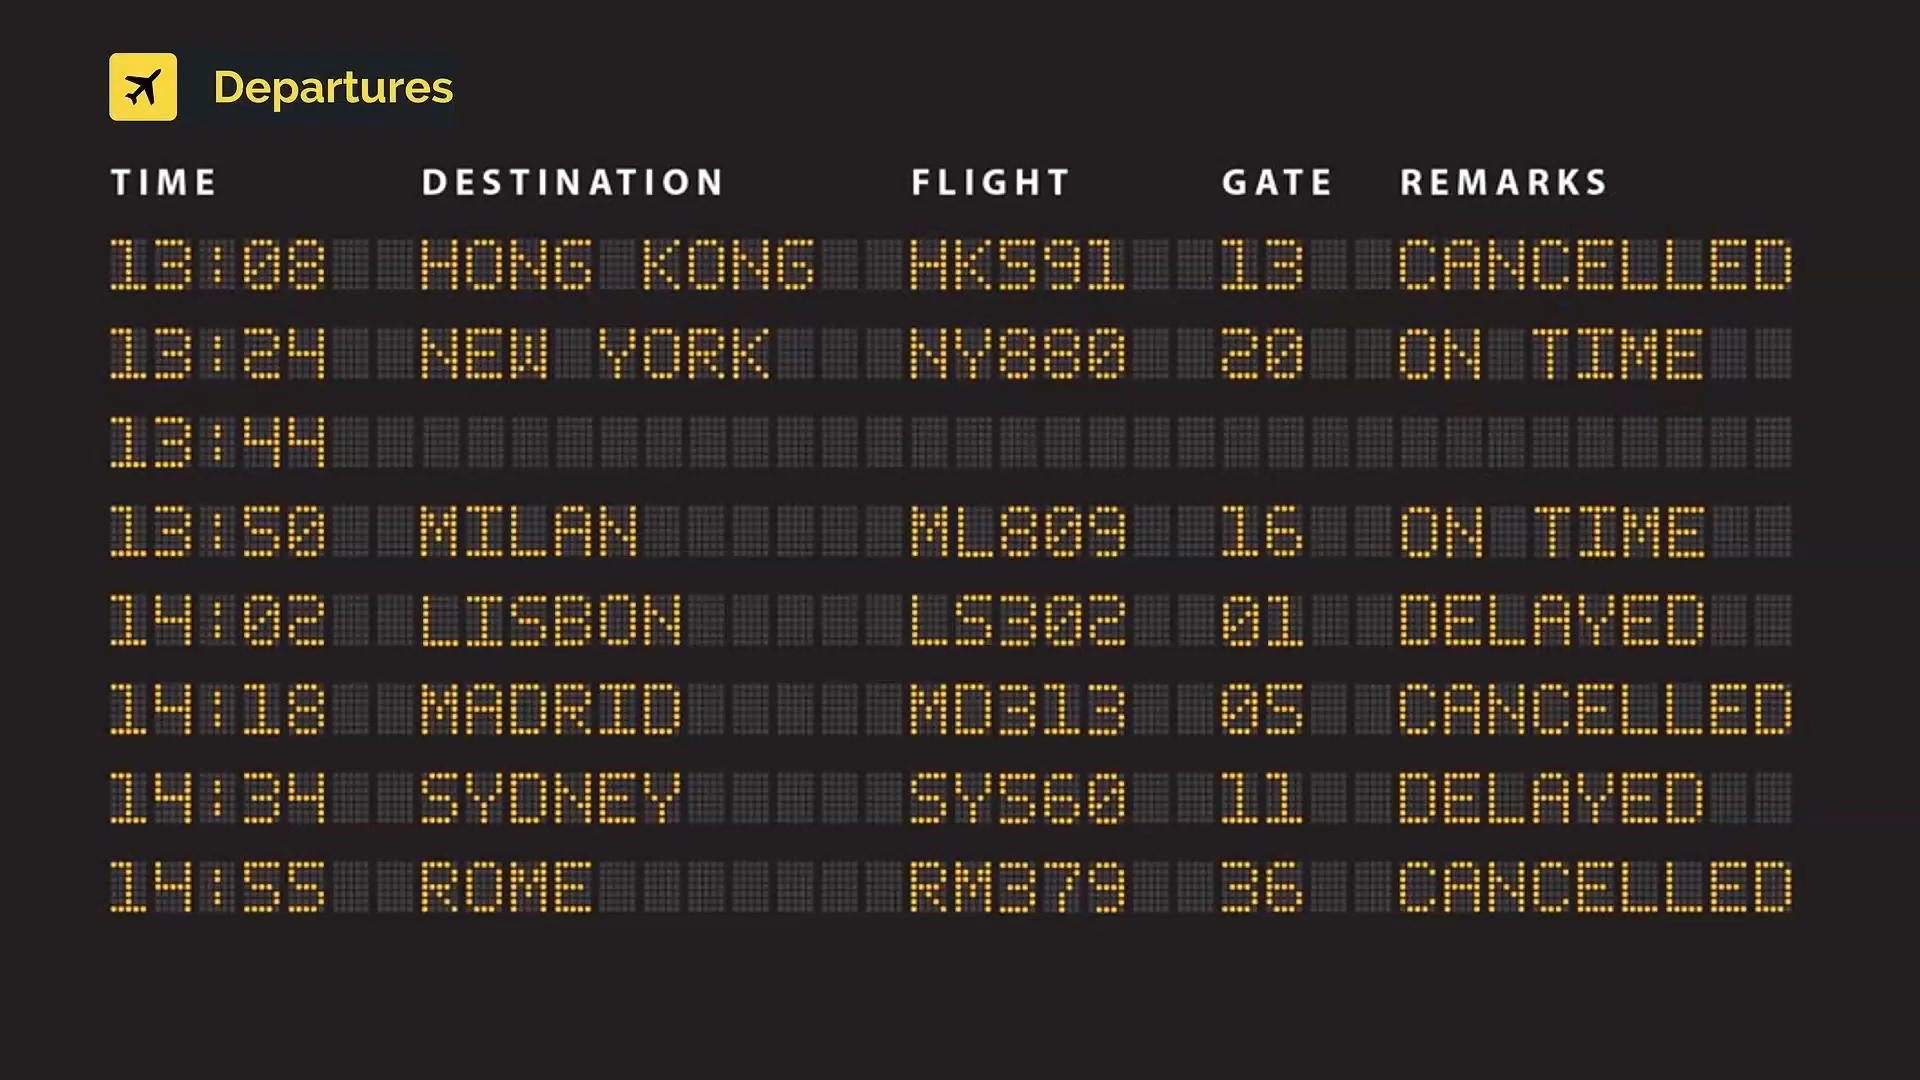 Departures
TIME DESTINATION FLIGHT GATE REMARKS
13:08 HONG KONG HK591 13 CANCELLED
13:24 NEW YORK NY880 20 ON TIME
13:44
13:50 MILAN ML809 16 ON TIME
14:02 LISBON LS302 01 DELAYED
14:18 MADRID MD313 05 CANCELLED
14:34 SYDNEY SY560 11 DELAYED
14:55 ROME RM379 36 CANCELLED